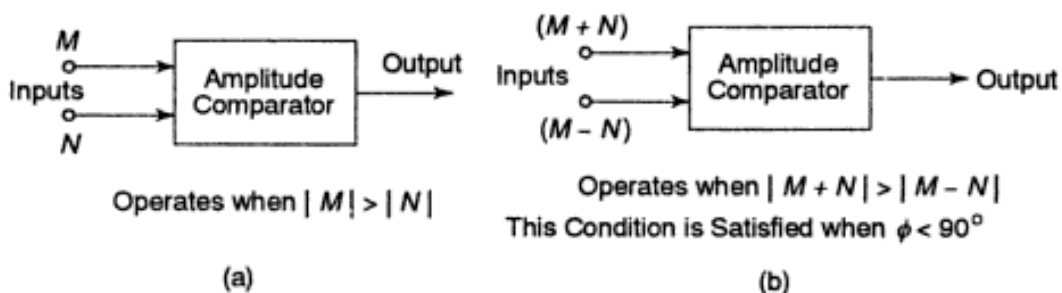 M
Inputs
N
Amplitude
Comparator
Output
Operates when | M | > | N |
(a)
(M + N)
Inputs
(M – N)
Amplitude
Comparator
Output
Operates when | M + N | > | M – N |
This Condition is Satisfied when ϕ < 90°
(b)